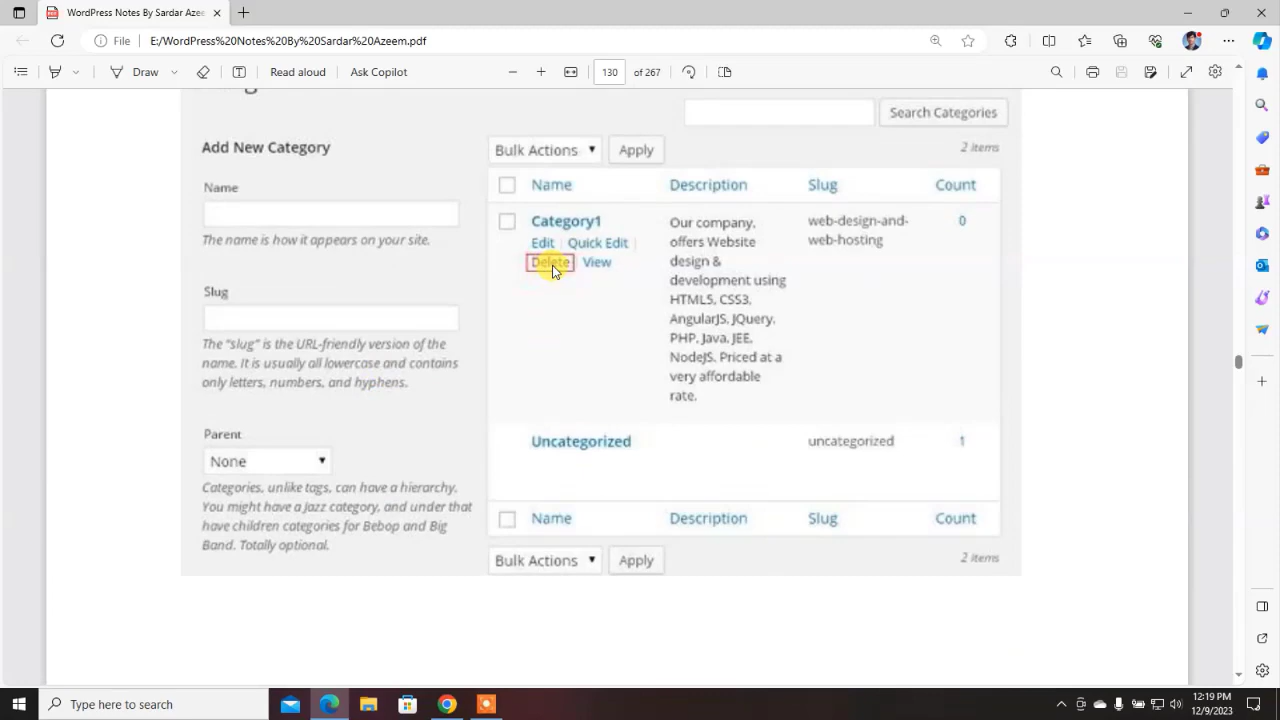 WordPress Notes By Sardar Azee
File
E:/WordPress%20Notes%20By%20Sardar%20Azeem.pdf
Draw
Read aloud
Ask Copilot
130 of 267
Search Categories
Add New Category
Bulk Actions
Apply
2 items
Name
Description
Slug
Count
Name
The name is how it appears on your site.
Slug
The "slug" is the URL-friendly version of the
name. It is usually all lowercase and contains
only letters, numbers, and hyphens.
Parent
None
Categories, unlike tags, can have a hierarchy.
You might have a Jazz category, and under that
have children categories for Bebop and Big
Band. Totally optional.
Category1
Edit | Quick Edit |
Delete View
Our company,
offers Website
design &
development using
HTML5, CSS3,
AngularJS, JQuery,
PHP, Java, JEE,
NodeJS. Priced at a
very affordable
rate.
web-design-and-
web-hosting
0
Uncategorized
uncategorized
1
Name
Description
Slug
Count
Bulk Actions
Apply
2 items
Type here to search
12:19 PM
12/9/2023